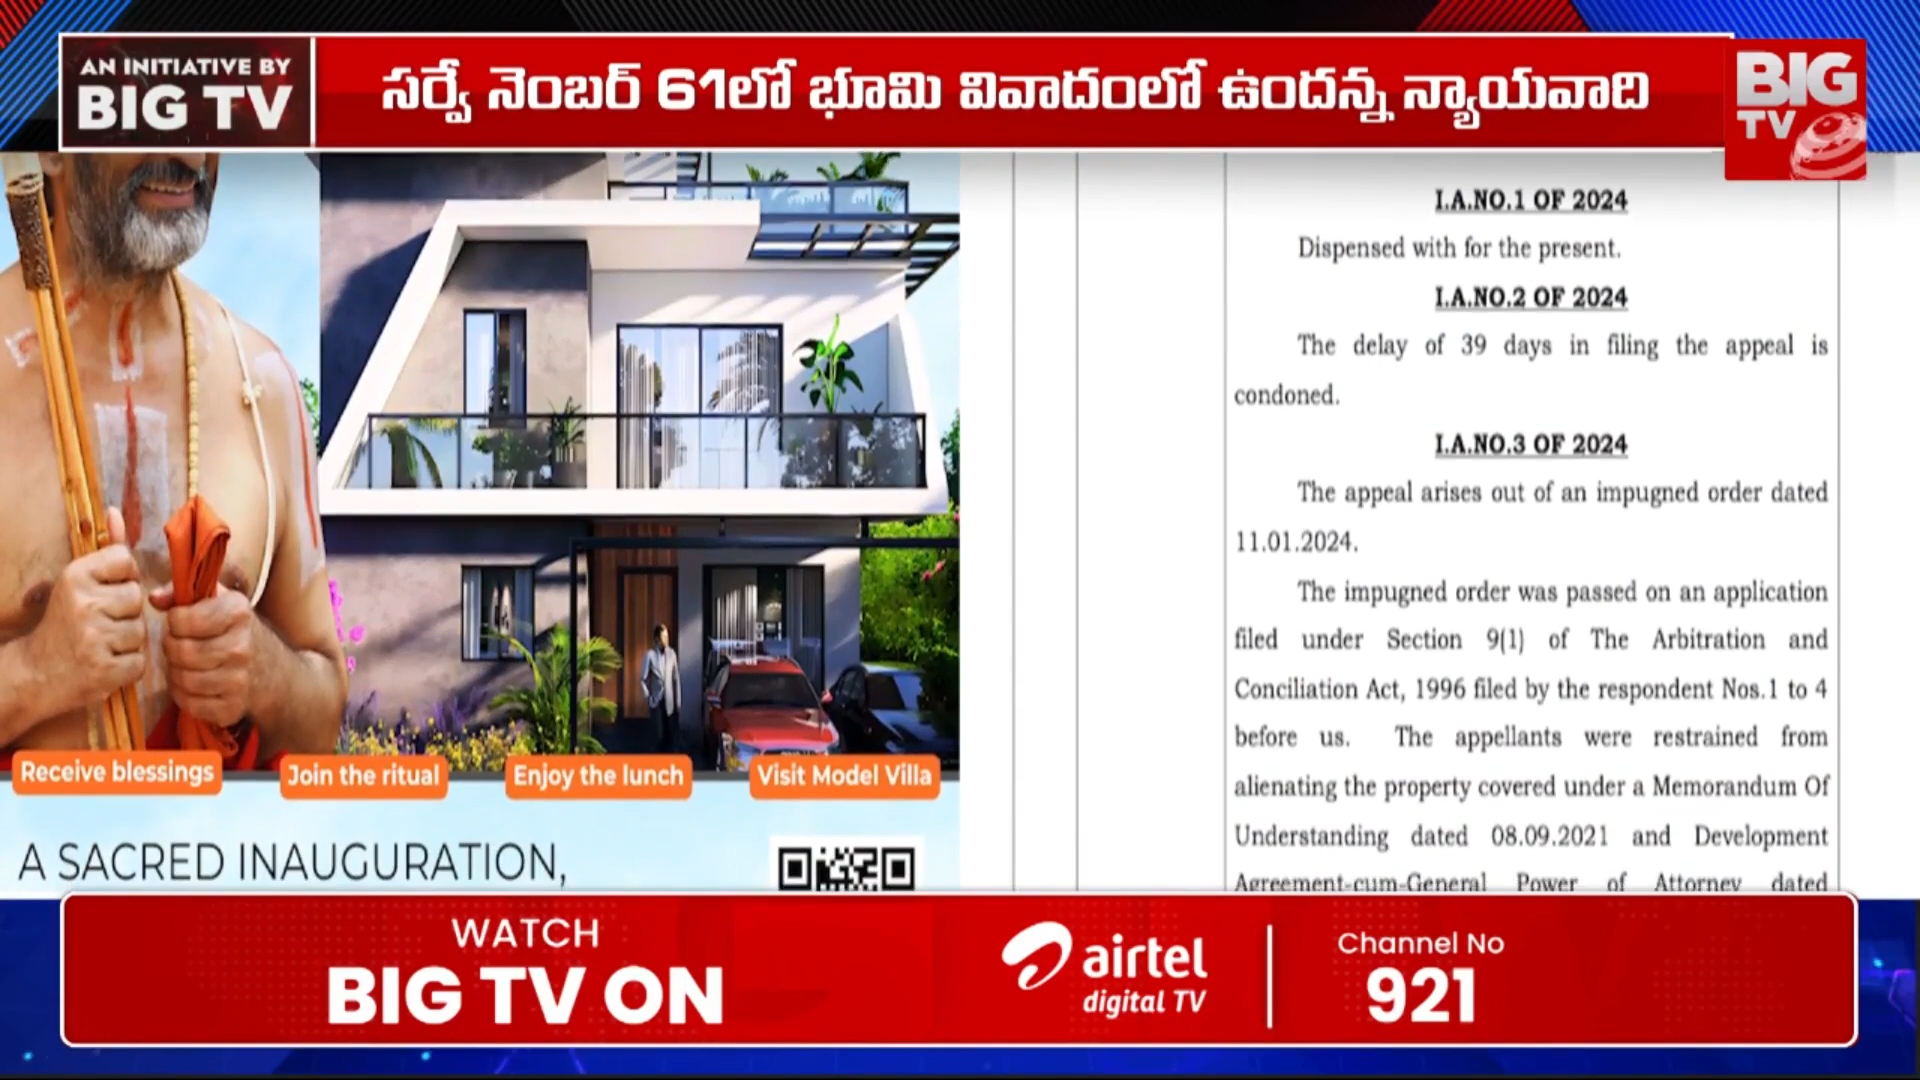 AN INITIATIVE BY
BIG TV
సర్వే నెంబర్ 61లో భూమి వివాదంలో ఉందన్న న్యాయవాది
BIG
TV
I.A.NO.1 OF 2024
Dispensed with for the present.
I.A.NO.2 OF 2024
The delay of 39 days in filing the appeal is
condoned.
I.A.NO.3 OF 2024
The appeal arises out of an impugned order dated
11.01.2024.
The impugned order was passed on an application
filed under Section 9(1) of The Arbitration and
Conciliation Act, 1996 filed by the respondent Nos.1 to 4
before us. The appellants were restrained from
alienating the property covered under a Memorandum Of
Understanding dated 08.09.2021 and Development
Agreement-cum-General Power of Attorney dated
Receive blessings
Join the ritual
Enjoy the lunch
Visit Model Villa
A SACRED INAUGURATION,
WATCH
BIG TV ON
airtel
digital TV
Channel No
921